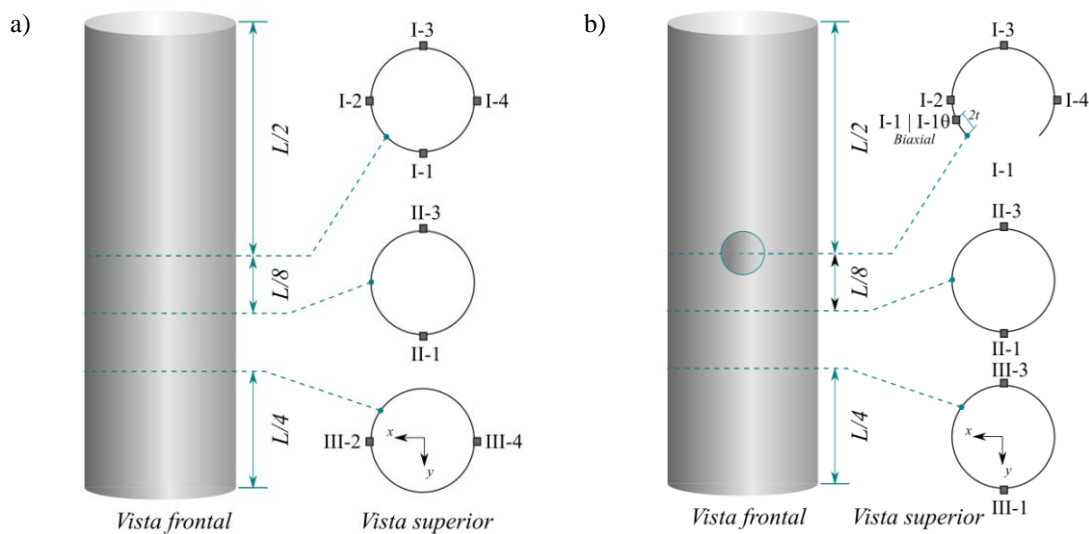 a)
I-3
I-2
I-4
I-1
L/2
II-3
L/8
II-1
L/4
III-2
x
y
III-4
Vista frontal
Vista superior
b)
I-3
I-2
I-4
I-1 | I-1θ
2t
Biaxial
I-1
L/2
II-3
L/8
II-1
III-3
L/4
x
y
III-1
Vista frontal
Vista superior